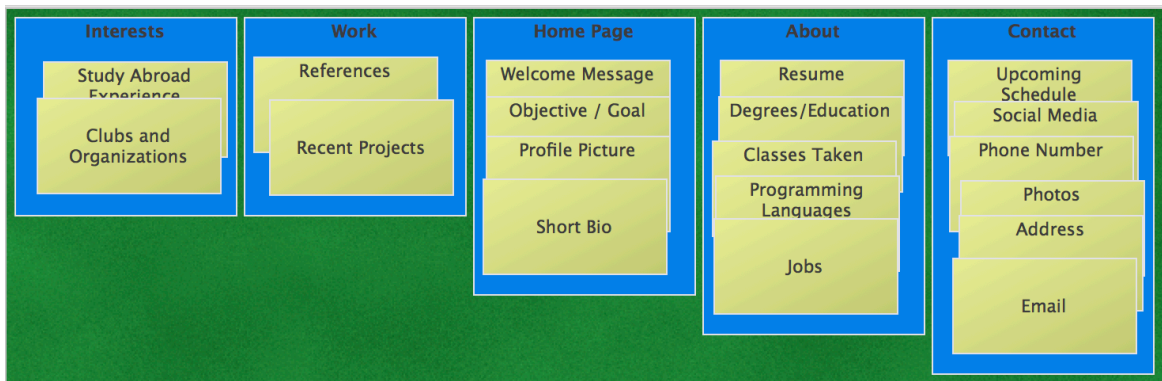 Interests
Study Abroad
Experience
Clubs and
Organizations
Work
References
Recent Projects
Home Page
Welcome Message
Objective / Goal
Profile Picture
Short Bio
About
Resume
Degrees/Education
Classes Taken
Programming
Languages
Jobs
Contact
Upcoming
Schedule
Social Media
Phone Number
Photos
Address
Email